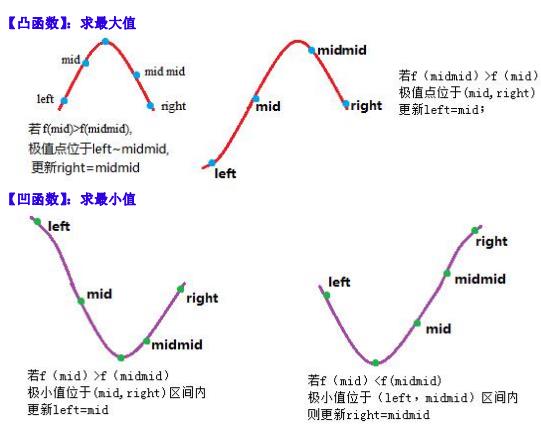 【凸函数】：求最大值
mid
mid mid
left
right
若f(mid)>f(midmid),
极值点位于left~midmid,
更新right=midmid
midmid
mid
right
left
若f（midmid）>f（mid）
极值点位于(mid,right)
更新left=mid；
【凹函数】：求最小值
left
mid
right
midmid
若f（mid）>f（midmid）
极小值位于(mid,right)区间内
更新left=mid
right
left
midmid
mid
若f（mid）<f(midmid)
极小值位于（left，midmid）区间内
则更新right=midmid